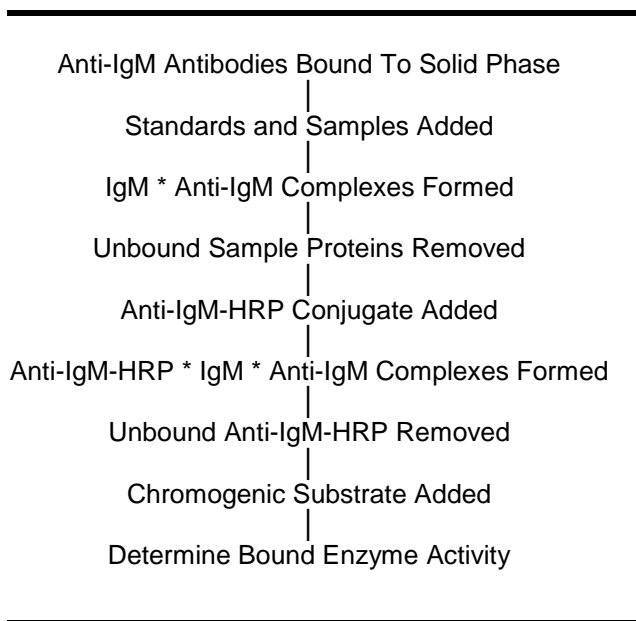 Anti-IgM Antibodies Bound To Solid Phase
Standards and Samples Added
IgM * Anti-IgM Complexes Formed
Unbound Sample Proteins Removed
Anti-IgM-HRP Conjugate Added
Anti-IgM-HRP * IgM * Anti-IgM Complexes Formed
Unbound Anti-IgM-HRP Removed
Chromogenic Substrate Added
Determine Bound Enzyme Activity